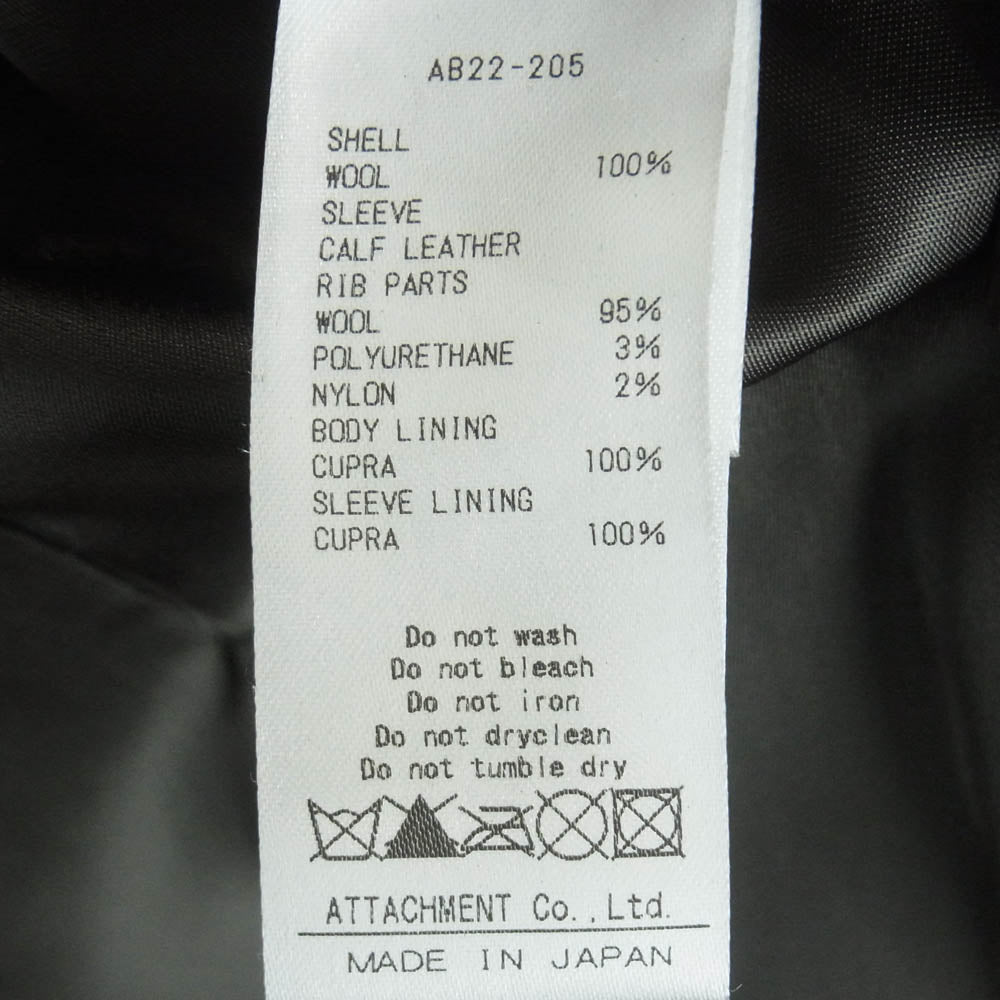 AB22-205
SHELL
WOOL 100%
SLEEVE
CALF LEATHER
RIB PARTS
WOOL 95%
POLYURETHANE 3%
NYLON 2%
BODY LINING
CUPRA 100%
SLEEVE LINING
CUPRA 100%
Do not wash
Do not bleach
Do not iron
Do not dryclean
Do not tumble dry
ATTACHMENT Co.,Ltd.
MADE IN JAPAN